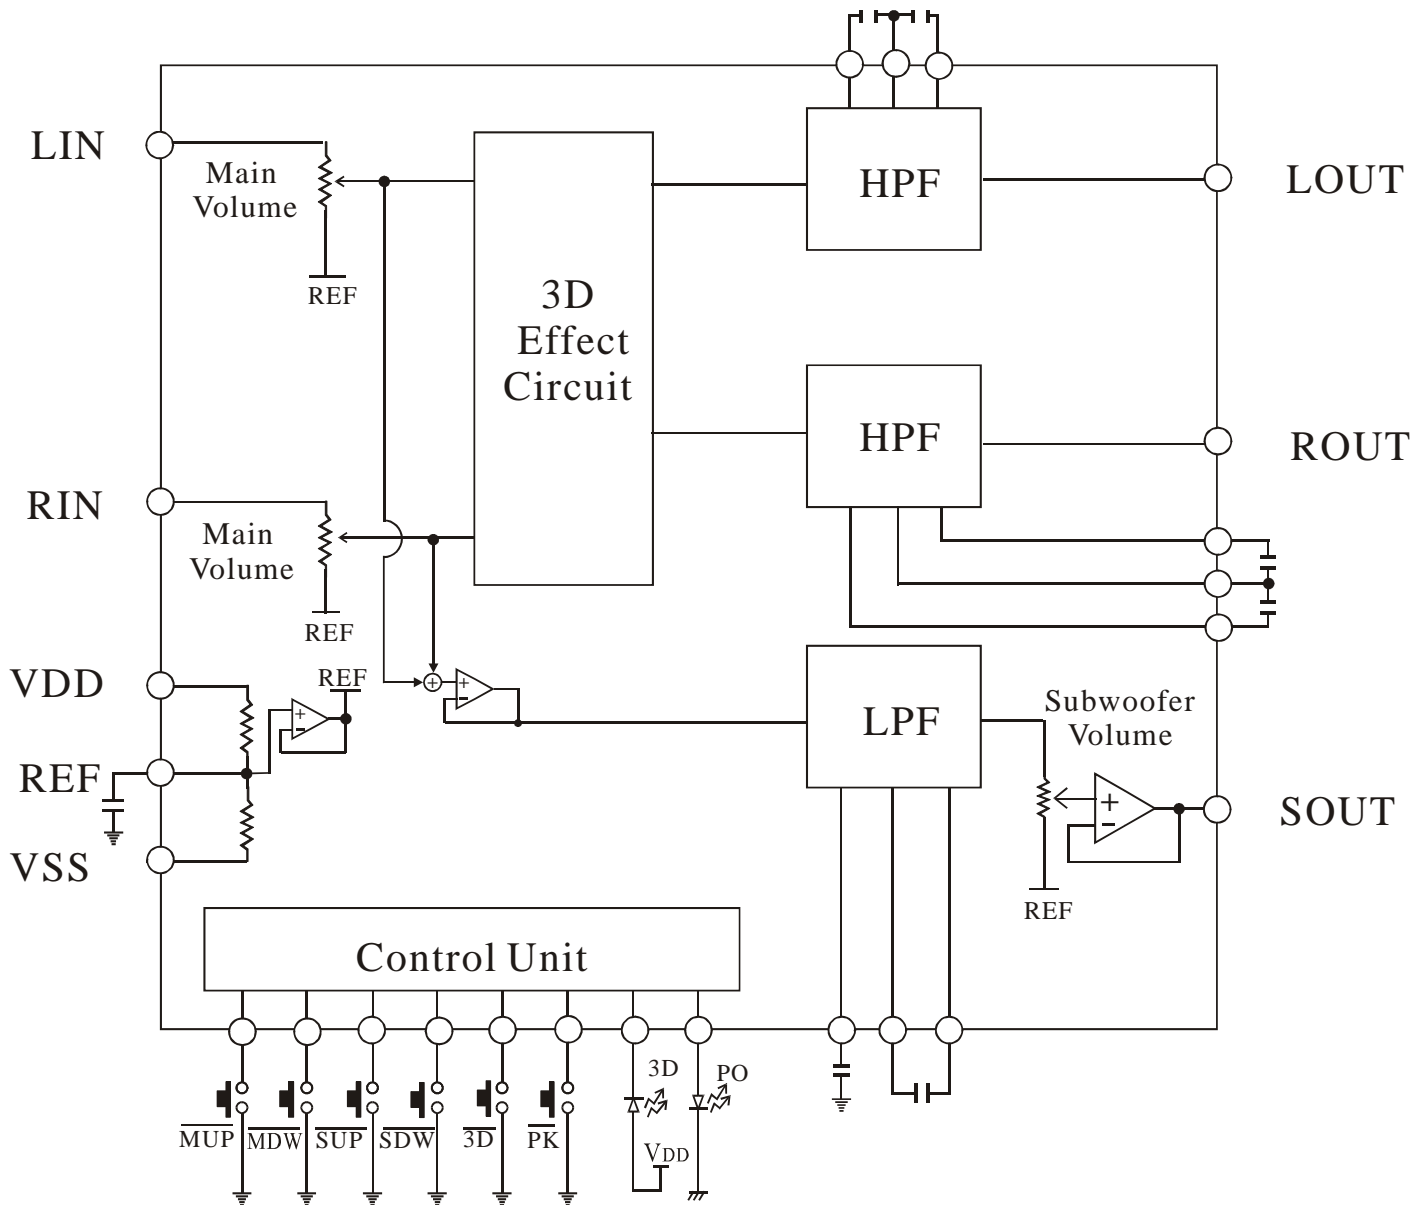 LIN
Main
Volume
REF
3D
Effect
Circuit
HPF
LOUT
HPF
ROUT
RIN
Main
Volume
REF
VDD
REF
REF
VSS
+
+
-
+
-
LPF
Subwoofer
Volume
+
-
SOUT
REF
Control Unit
MUP
MDW
SUP
SDW
3D
PK
3D
VDD
PO